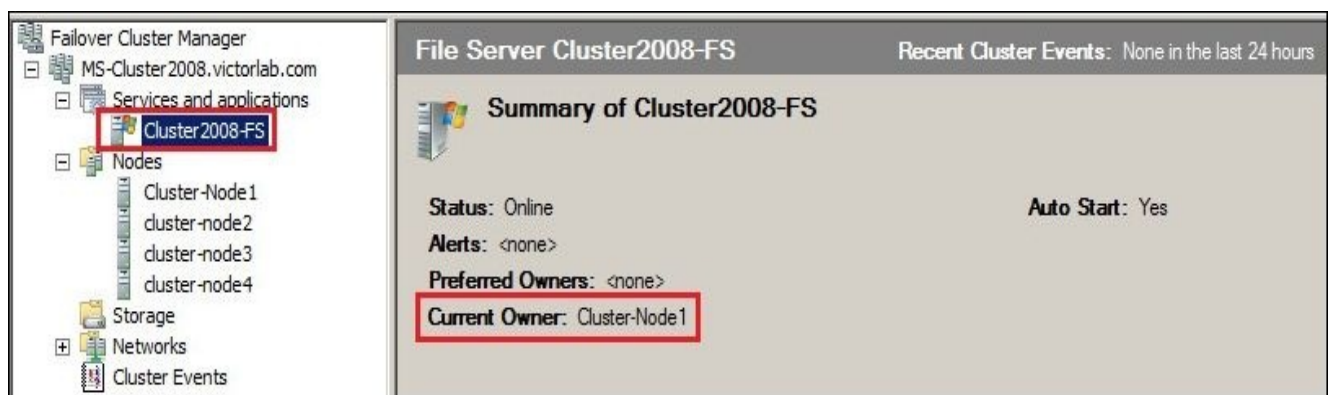 Failover Cluster Manager
MS-Cluster2008.victorlab.com
Services and applications
Cluster2008-FS
Nodes
Cluster-Node1
cluster-node2
cluster-node3
cluster-node4
Storage
Networks
Cluster Events
File Server Cluster2008-FS
Recent Cluster Events: None in the last 24 hours
Summary of Cluster2008-FS
Status: Online
Auto Start: Yes
Alerts: <none>
Preferred Owners: <none>
Current Owner: Cluster-Node1